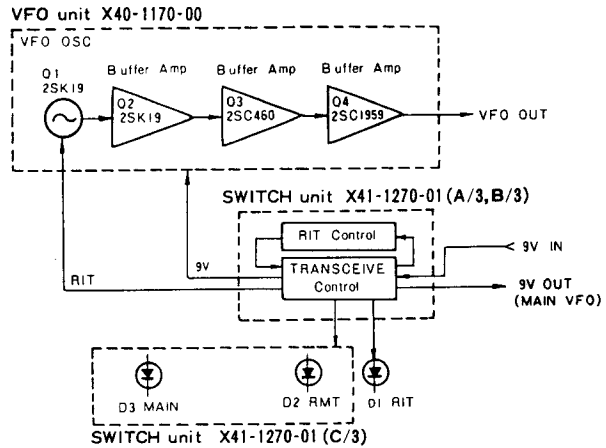 VFO unit X40-1170-00
VFO OSC
Q1
2SK19
Buffer Amp
Q2
2SK19
Buffer Amp
Q3
2SC460
Buffer Amp
Q4
2SC1959
VFO OUT
SWITCH unit X41-1270-01 (A/3, B/3)
RIT Control
TRANSCEIVE
Control
9V IN
9V OUT
(MAIN VFO)
RIT
9V
D3 MAIN
D2 RMT
D1 RIT
SWITCH unit X41-1270-01 (C/3)